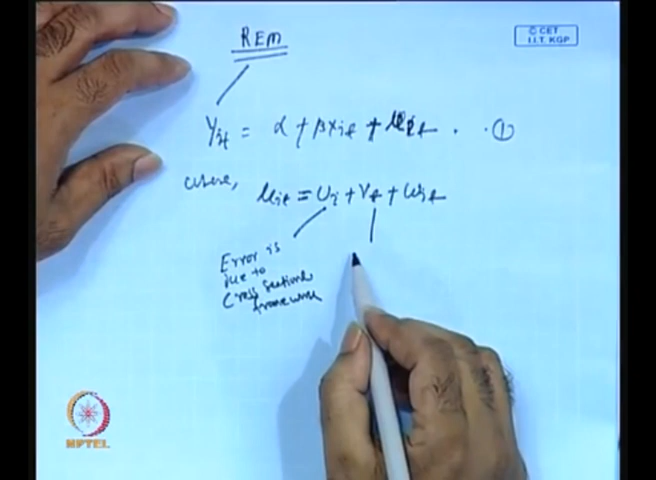 REM
© CET
I.I.T. KGP
Yit = α + βXit + uit . . ①
where,
uit = Ui + Vt + wit
Error is
due to
Cross Sectional
framework
NPTEL